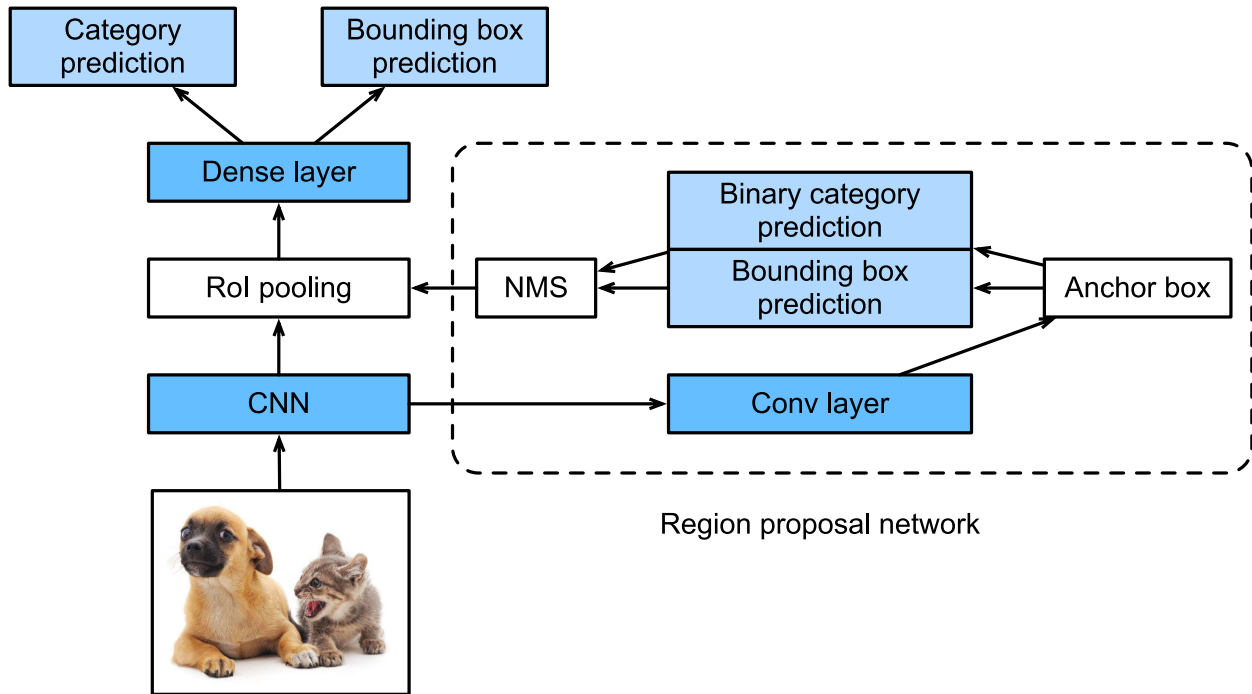 Category
prediction
Bounding box
prediction
Dense layer
Binary category
prediction
RoI pooling
NMS
Bounding box
prediction
Anchor box
CNN
Conv layer
Region proposal network